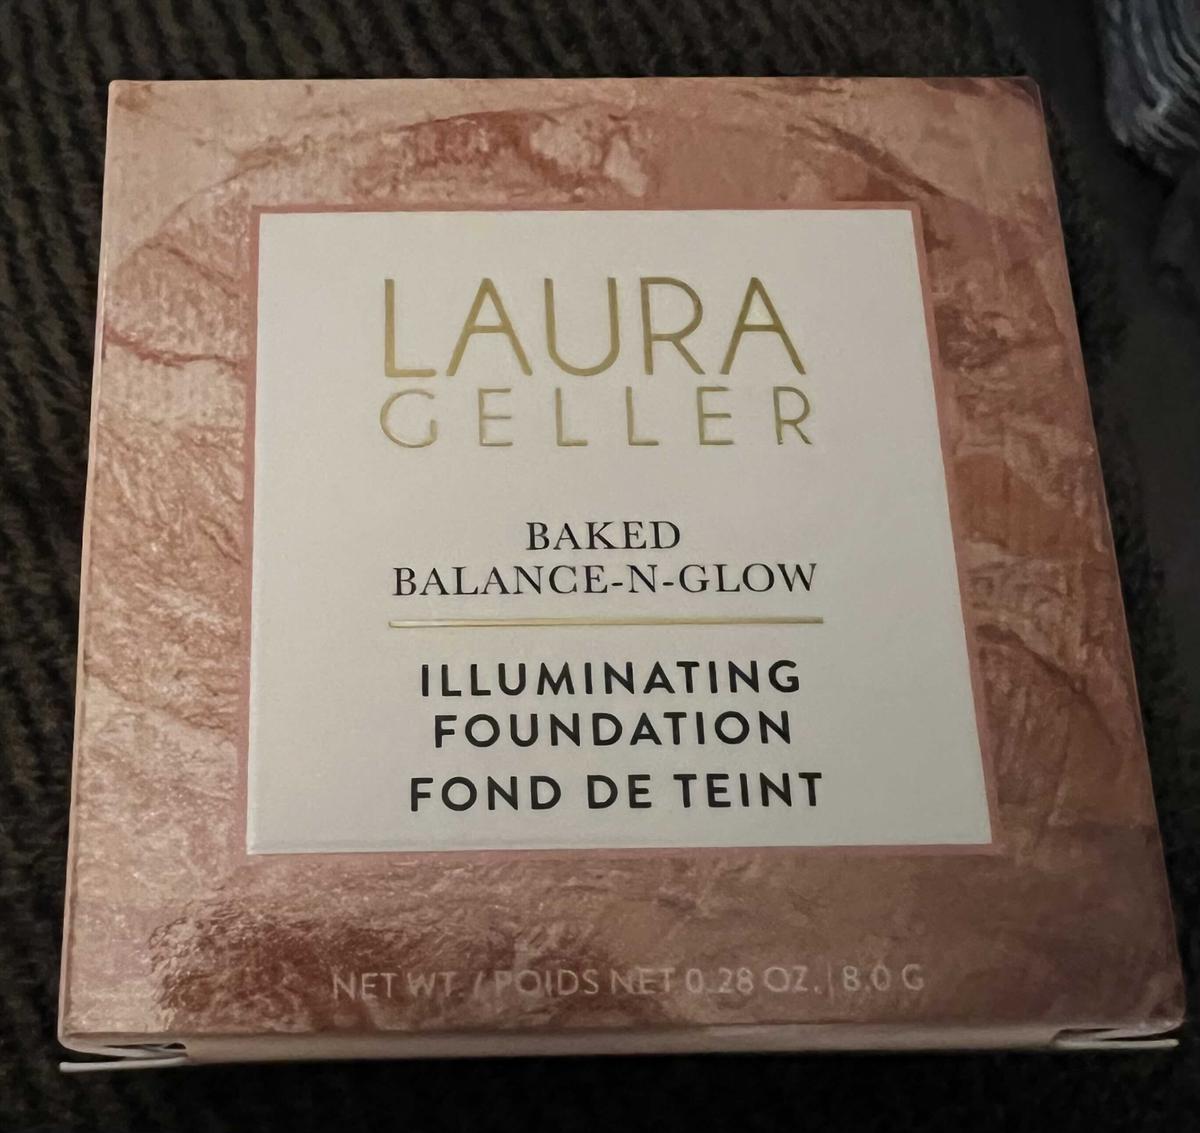 LAURA
GELLER
BAKED
BALANCE-N-GLOW
ILLUMINATING
FOUNDATION
FOND DE TEINT
NET WT. / POIDS NET 0.28 OZ. | 8.0 G